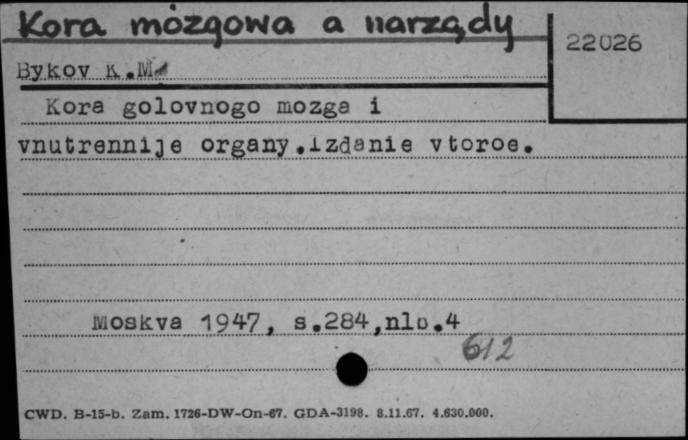 Kora mózgowa a narządy
22026
Bykov K.M.
Kora golovnogo mozga i
vnutrennije organy.Izdanie vtoroe.
Moskva 1947, s.284,nlb.4
612
CWD. B-15-b. Zam. 1726-DW-On-67. GDA-3198. 8.11.67. 4.630.000.